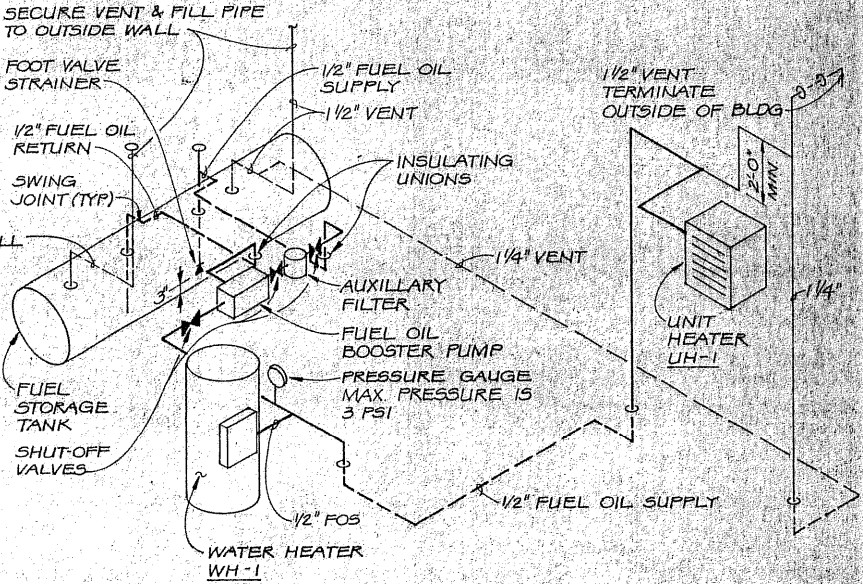 SECURE VENT & FILL PIPE
TO OUTSIDE WALL
FOOT VALVE
STRAINER
1/2" FUEL OIL
SUPPLY
1 1/2" VENT
1/2" FUEL OIL
RETURN
SWING
JOINT (TYP)
INSULATING
UNIONS
LL
3"
1 1/4" VENT
AUXILLARY
FILTER
FUEL OIL
BOOSTER PUMP
PRESSURE GAUGE
MAX. PRESSURE IS
3 PSI
FUEL
STORAGE
TANK
SHUT-OFF
VALVES
1/2" FOS
WATER HEATER
WH-1
1/2" FUEL OIL SUPPLY
1 1/2" VENT
TERMINATE
OUTSIDE OF BLDG
2'-0"
MIN
1 1/4"
UNIT
HEATER
UH-1